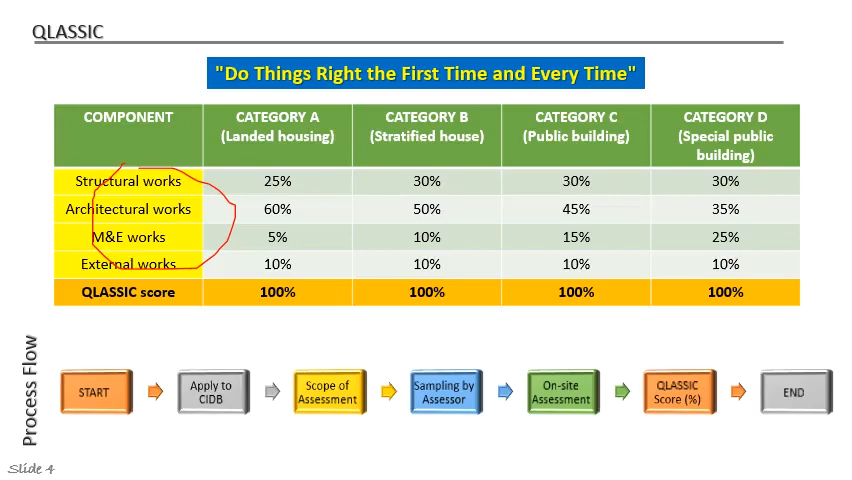 QLASSIC
"Do Things Right the First Time and Every Time"
COMPONENT CATEGORY A (Landed housing) CATEGORY B (Stratified house) CATEGORY C (Public building) CATEGORY D (Special public building)
Structural works 25% 30% 30% 30%
Architectural works 60% 50% 45% 35%
M&E works 5% 10% 15% 25%
External works 10% 10% 10% 10%
QLASSIC score 100% 100% 100% 100%
Process Flow
START
Apply to
CIDB
Scope of
Assessment
Sampling by
Assessor
On-site
Assessment
QLASSIC
Score (%)
END
Slide 4